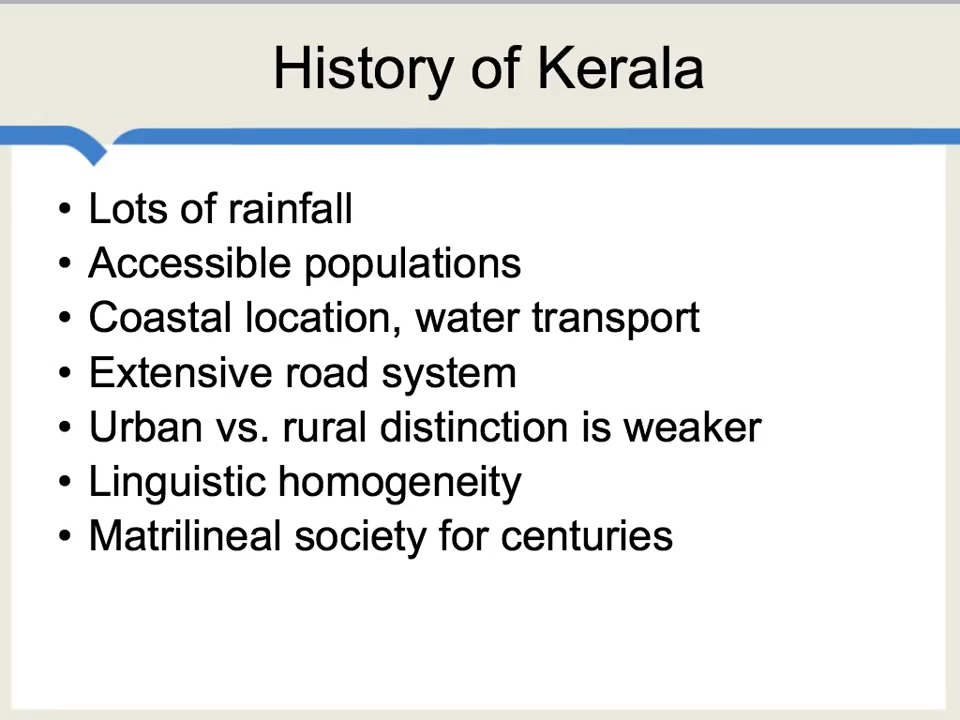 History of Kerala
• Lots of rainfall
• Accessible populations
• Coastal location, water transport
• Extensive road system
• Urban vs. rural distinction is weaker
• Linguistic homogeneity
• Matrilineal society for centuries